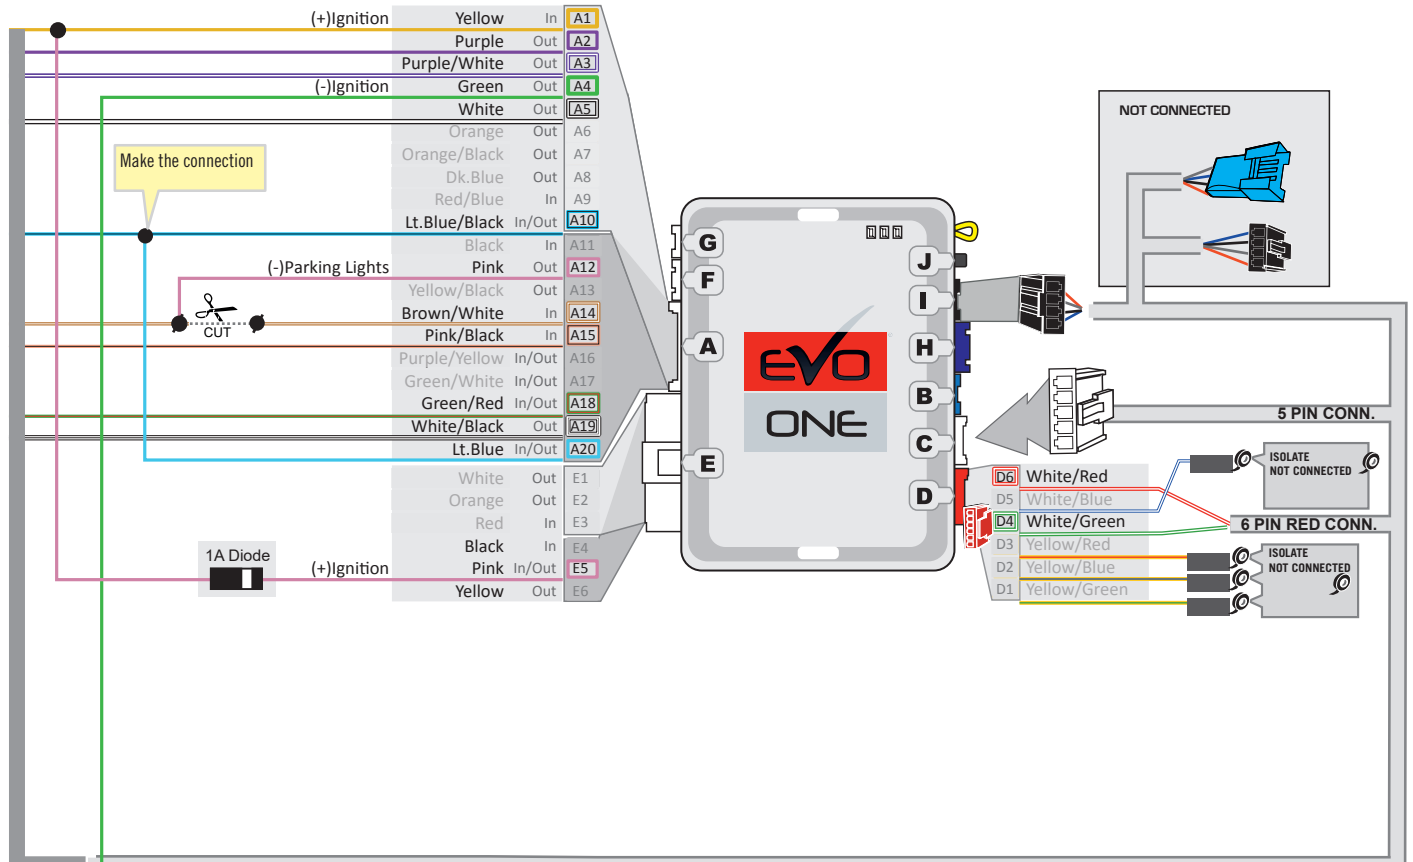 (+)Ignition Yellow In A1
Purple Out A2
Purple/White Out A3
(-)Ignition Green Out A4
White Out A5
Orange Out A6
Orange/Black Out A7
Dk.Blue Out A8
Red/Blue In A9
Lt.Blue/Black In/Out A10
Black In A11
(-)Parking Lights Pink Out A12
Yellow/Black Out A13
Brown/White In A14
Pink/Black In A15
Purple/Yellow In/Out A16
Green/White In/Out A17
Green/Red In/Out A18
White/Black Out A19
Lt.Blue In/Out A20
White Out E1
Orange Out E2
Red In E3
Black In E4
(+)Ignition Pink In/Out E5
Yellow Out E6
Make the connection
CUT
1A Diode
G
F
A
E
J
I
H
B
C
D
EVO
ONE
NOT CONNECTED
5 PIN CONN.
D6 White/Red
D5 White/Blue
D4 White/Green
D3 Yellow/Red
D2 Yellow/Blue
D1 Yellow/Green
ISOLATE
NOT CONNECTED
6 PIN RED CONN.
ISOLATE
NOT CONNECTED